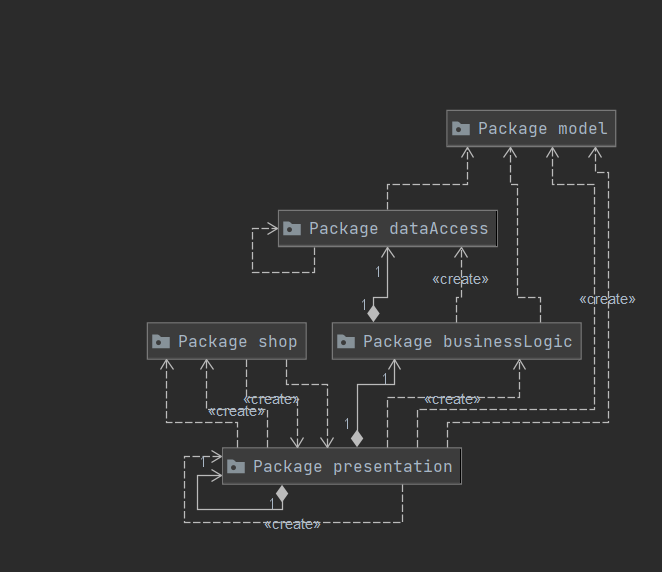 Package model
Package dataAccess
1
«create»
1
«create»
Package shop
Package businessLogic
1
«create»
«create»
«create»
1
Package presentation
1
1
«create»